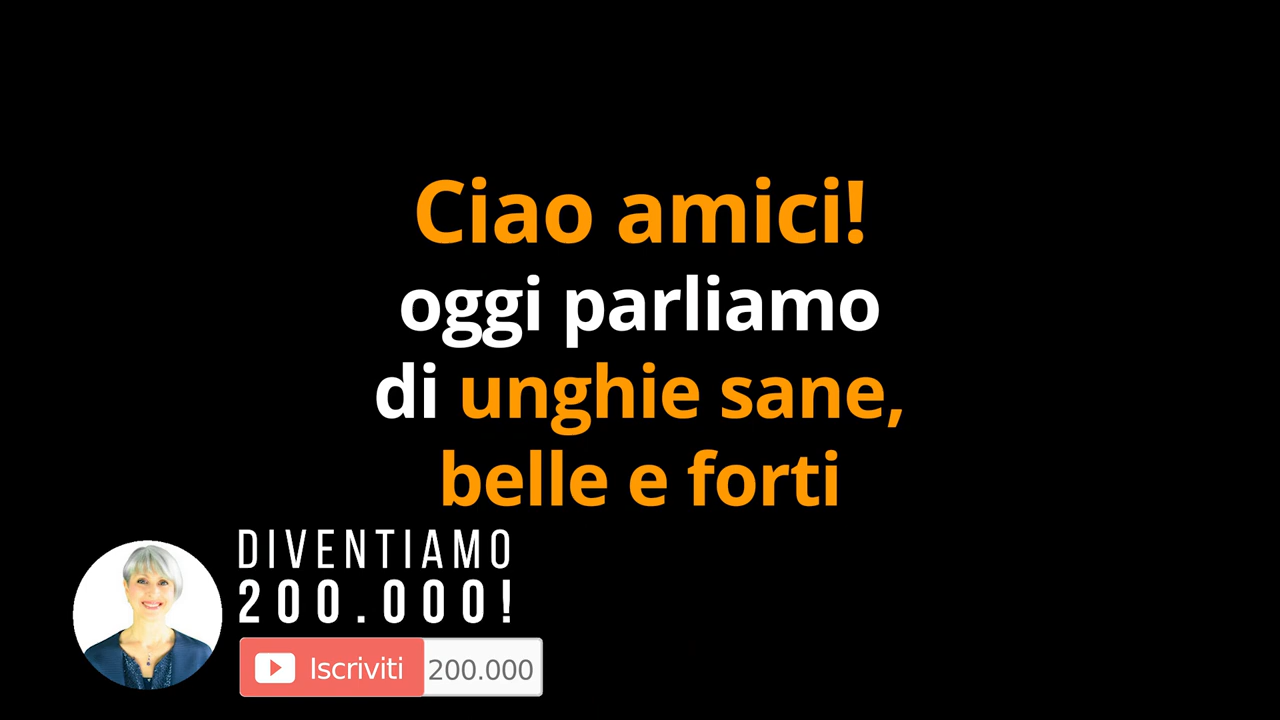 Ciao amici!
oggi parliamo
di unghie sane,
belle e forti
DIVENTIAMO
200.000!
Iscriviti 200.000